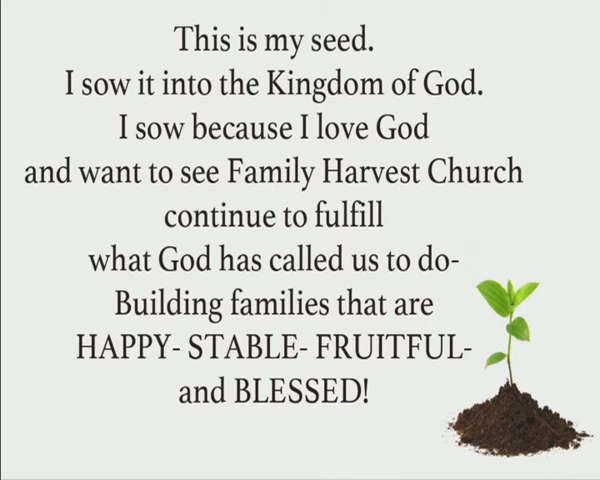 This is my seed.
I sow it into the Kingdom of God.
I sow because I love God
and want to see Family Harvest Church
continue to fulfill
what God has called us to do-
Building families that are
HAPPY- STABLE- FRUITFUL-
and BLESSED!